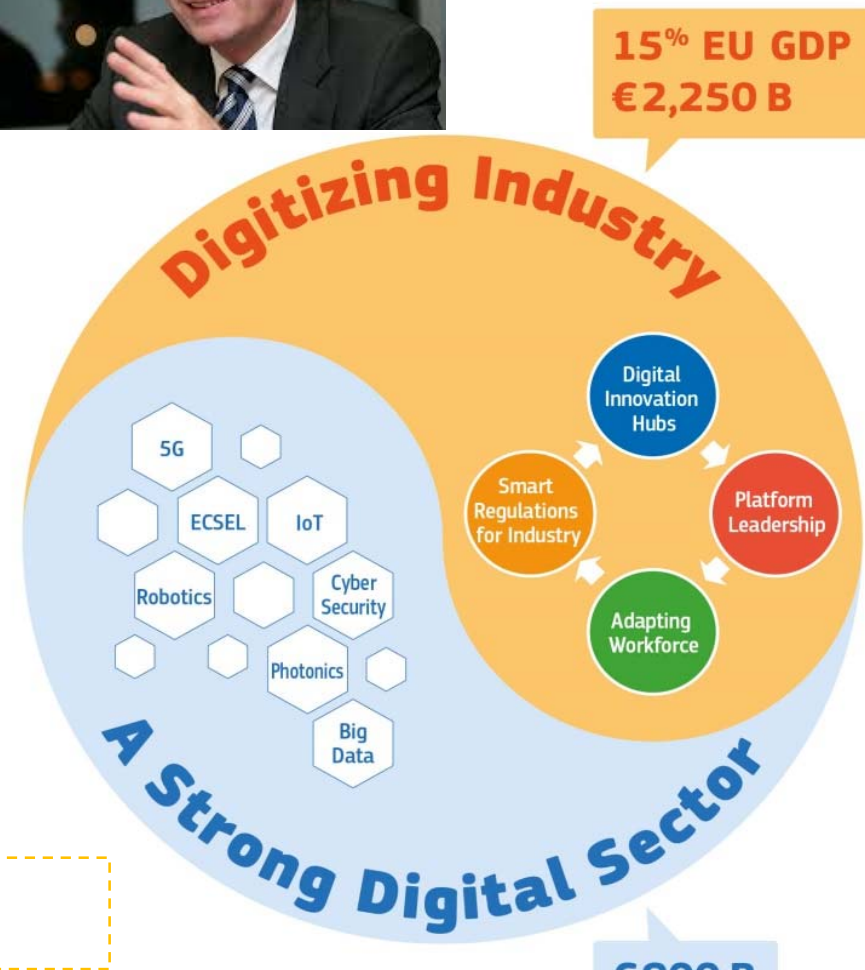 15% EU GDP
€2,250 B
Digitizing Industry
Digital
Innovation
Hubs
Smart
Regulations
for Industry
Platform
Leadership
Adapting
Workforce
5G
ECSEL
IoT
Robotics
Cyber
Security
Photonics
Big
Data
A Strong Digital Sector